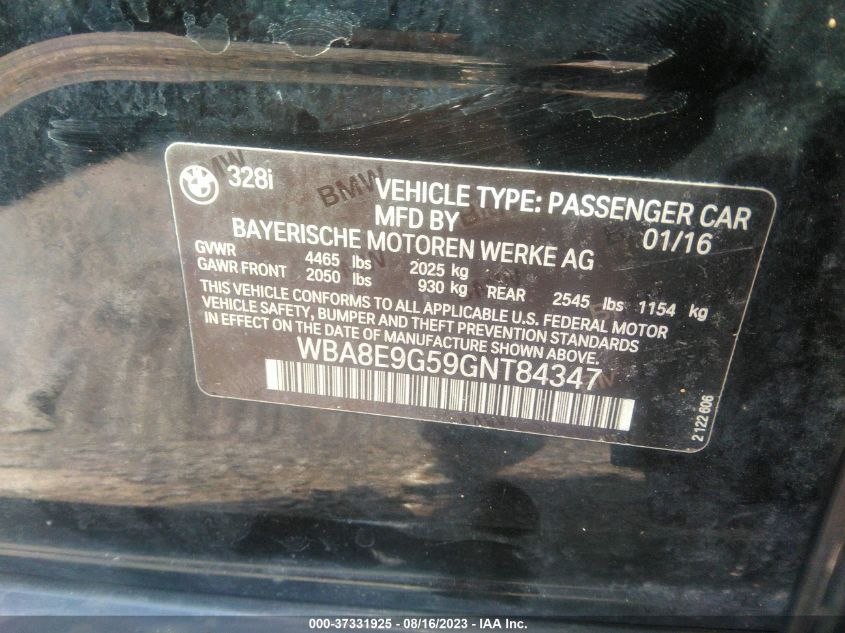 BMW
328i
VEHICLE TYPE: PASSENGER CAR
MFD BY 01/16
BAYERISCHE MOTOREN WERKE AG
GVWR 4465 lbs 2025 kg
GAWR FRONT 2050 lbs 930 kg REAR 2545 lbs 1154 kg
THIS VEHICLE CONFORMS TO ALL APPLICABLE U.S. FEDERAL MOTOR
VEHICLE SAFETY, BUMPER AND THEFT PREVENTION STANDARDS
IN EFFECT ON THE DATE OF MANUFACTURE SHOWN ABOVE.
WBA8E9G59GNT84347
2 122 606
000-37331925 - 08/16/2023 - IAA Inc.